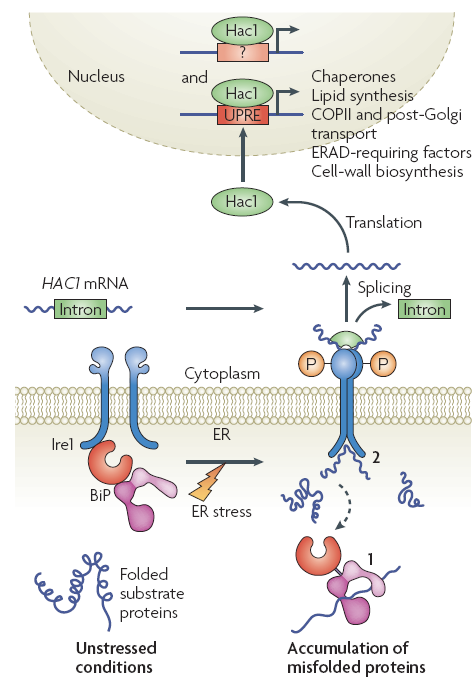 Hac1
?
Nucleus
and
Hac1
UPRE
Chaperones
Lipid synthesis
COPII and post-Golgi
transport
ERAD-requiring factors
Cell-wall biosynthesis
Hac1
Translation
HAC1 mRNA
Intron
Splicing
Intron
P
P
Cytoplasm
ER
Ire1
2
BiP
ER stress
1
Folded
substrate
proteins
Unstressed
conditions
Accumulation of
misfolded proteins